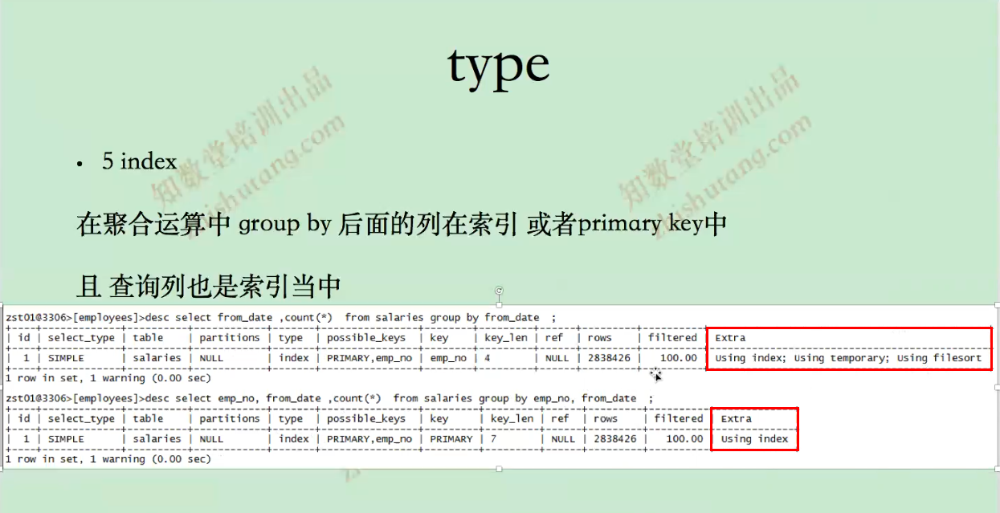 type
知数堂培训出品
zhishutang.com
知数堂培训出品
zhishutang.com
• 5 index
在聚合运算中 group by 后面的列在索引 或者primary key中
且 查询列也是索引当中
zst01@3306>[employees]>desc select from_date ,count(*)  from salaries group by from_date  ;
| id | select_type | table    | partitions | type  | possible_keys  | key    | key_len | ref  | rows    | filtered | Extra
|  1 | SIMPLE      | salaries | NULL       | index | PRIMARY,emp_no | emp_no | 4       | NULL | 2838426 |   100.00 | Using index; Using temporary; Using filesort
1 row in set, 1 warning (0.00 sec)
zst01@3306>[employees]>desc select emp_no, from_date ,count(*)  from salaries group by emp_no, from_date  ;
| id | select_type | table    | partitions | type  | possible_keys  | key     | key_len | ref  | rows    | filtered | Extra
|  1 | SIMPLE      | salaries | NULL       | index | PRIMARY,emp_no | PRIMARY | 7       | NULL | 2838426 |   100.00 | Using index
1 row in set, 1 warning (0.00 sec)